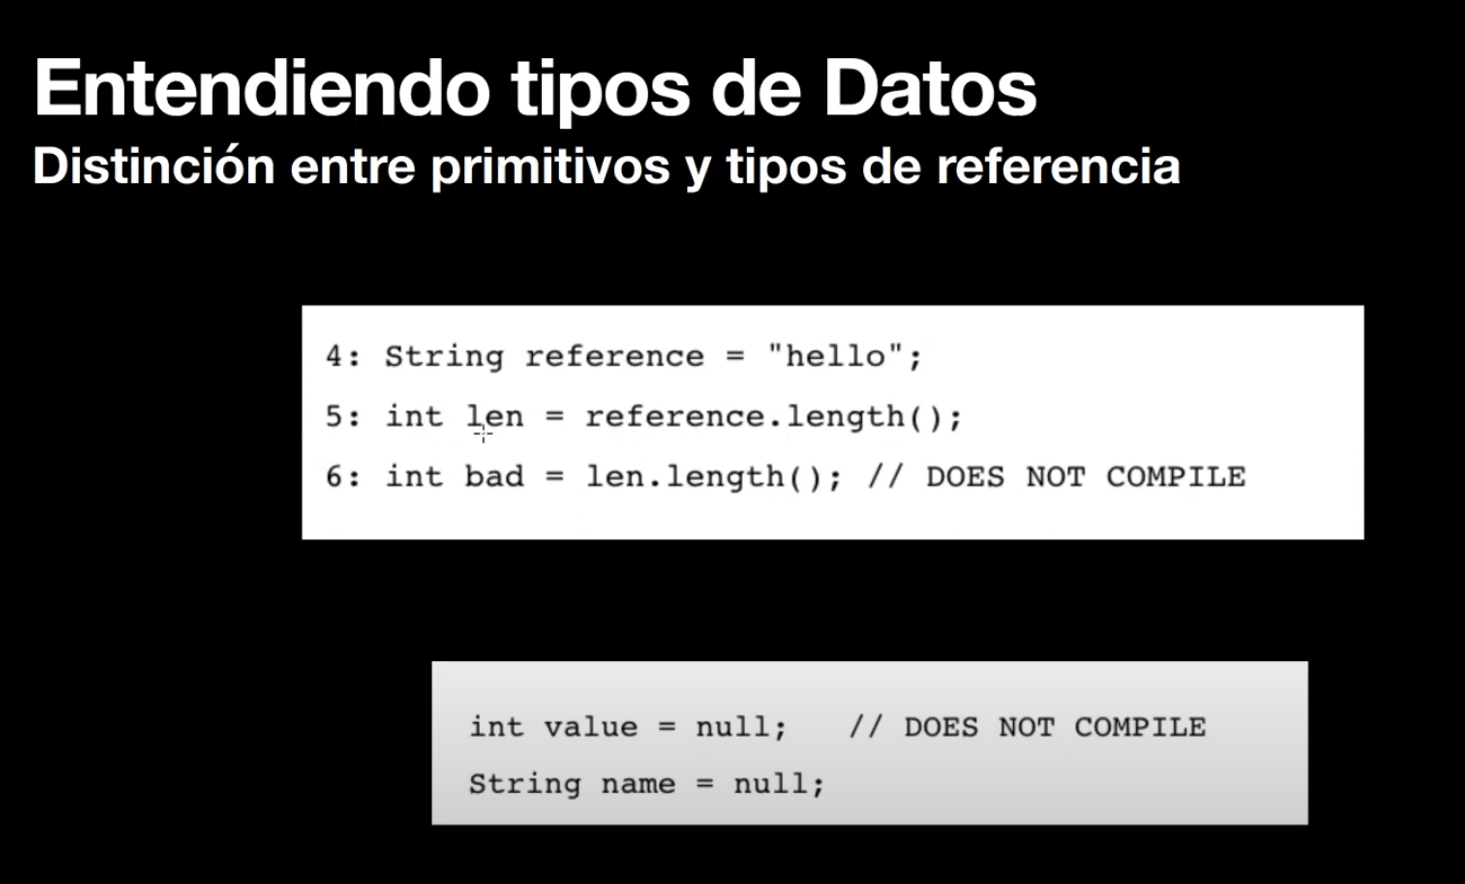 Entendiendo tipos de Datos
Distinción entre primitivos y tipos de referencia
4: String reference = "hello";
5: int len = reference.length();
6: int bad = len.length(); // DOES NOT COMPILE
int value = null;   // DOES NOT COMPILE
String name = null;